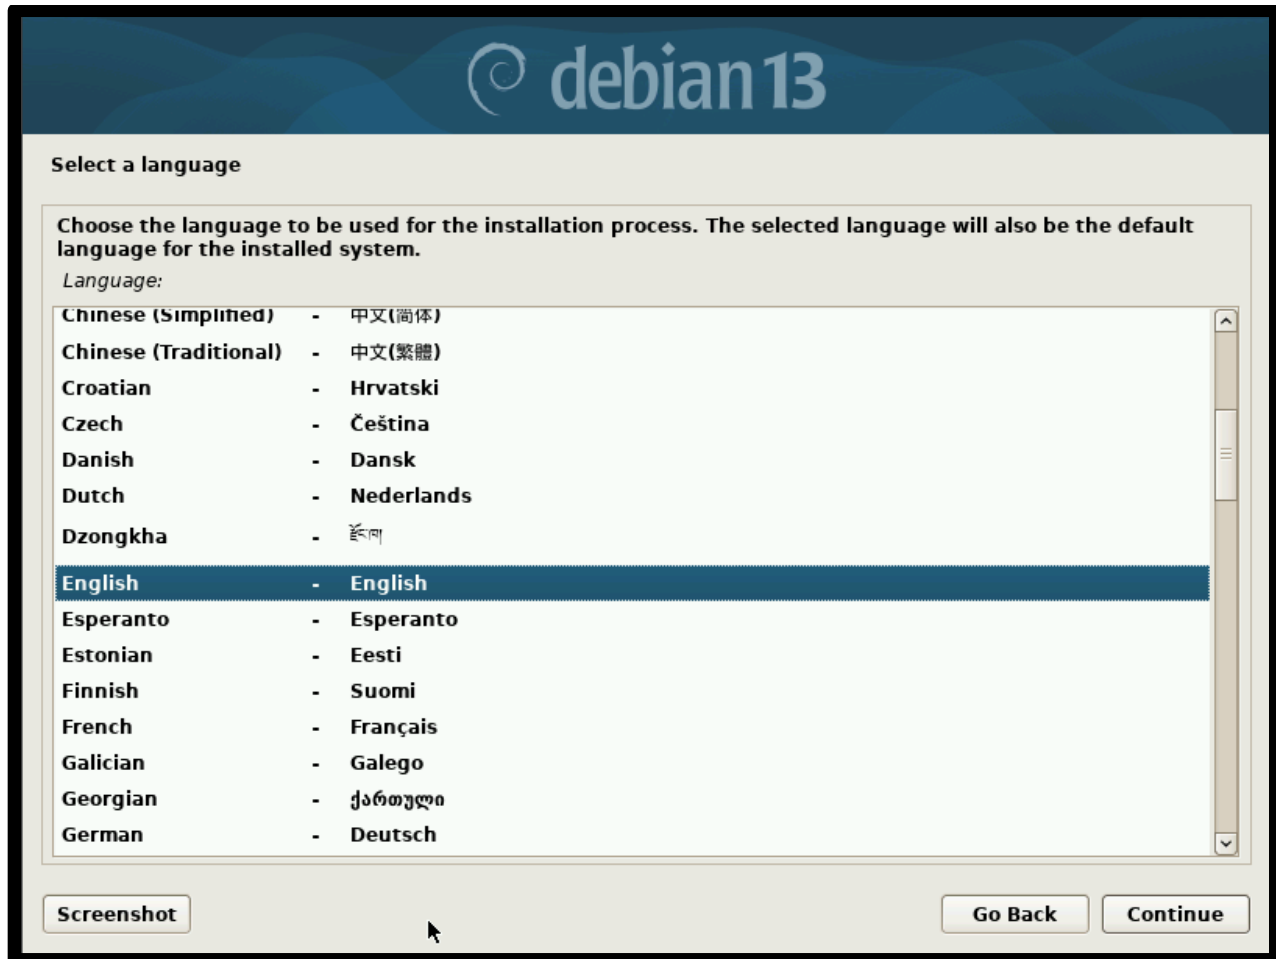 debian 13
Select a language
Choose the language to be used for the installation process. The selected language will also be the default
language for the installed system.
Language:
Chinese (Simplified) - 中文(简体)
Chinese (Traditional) - 中文(繁體)
Croatian - Hrvatski
Czech - Čeština
Danish - Dansk
Dutch - Nederlands
Dzongkha - རྫོང་ཁ།
English - English
Esperanto - Esperanto
Estonian - Eesti
Finnish - Suomi
French - Français
Galician - Galego
Georgian - ქართული
German - Deutsch
Screenshot Go Back Continue